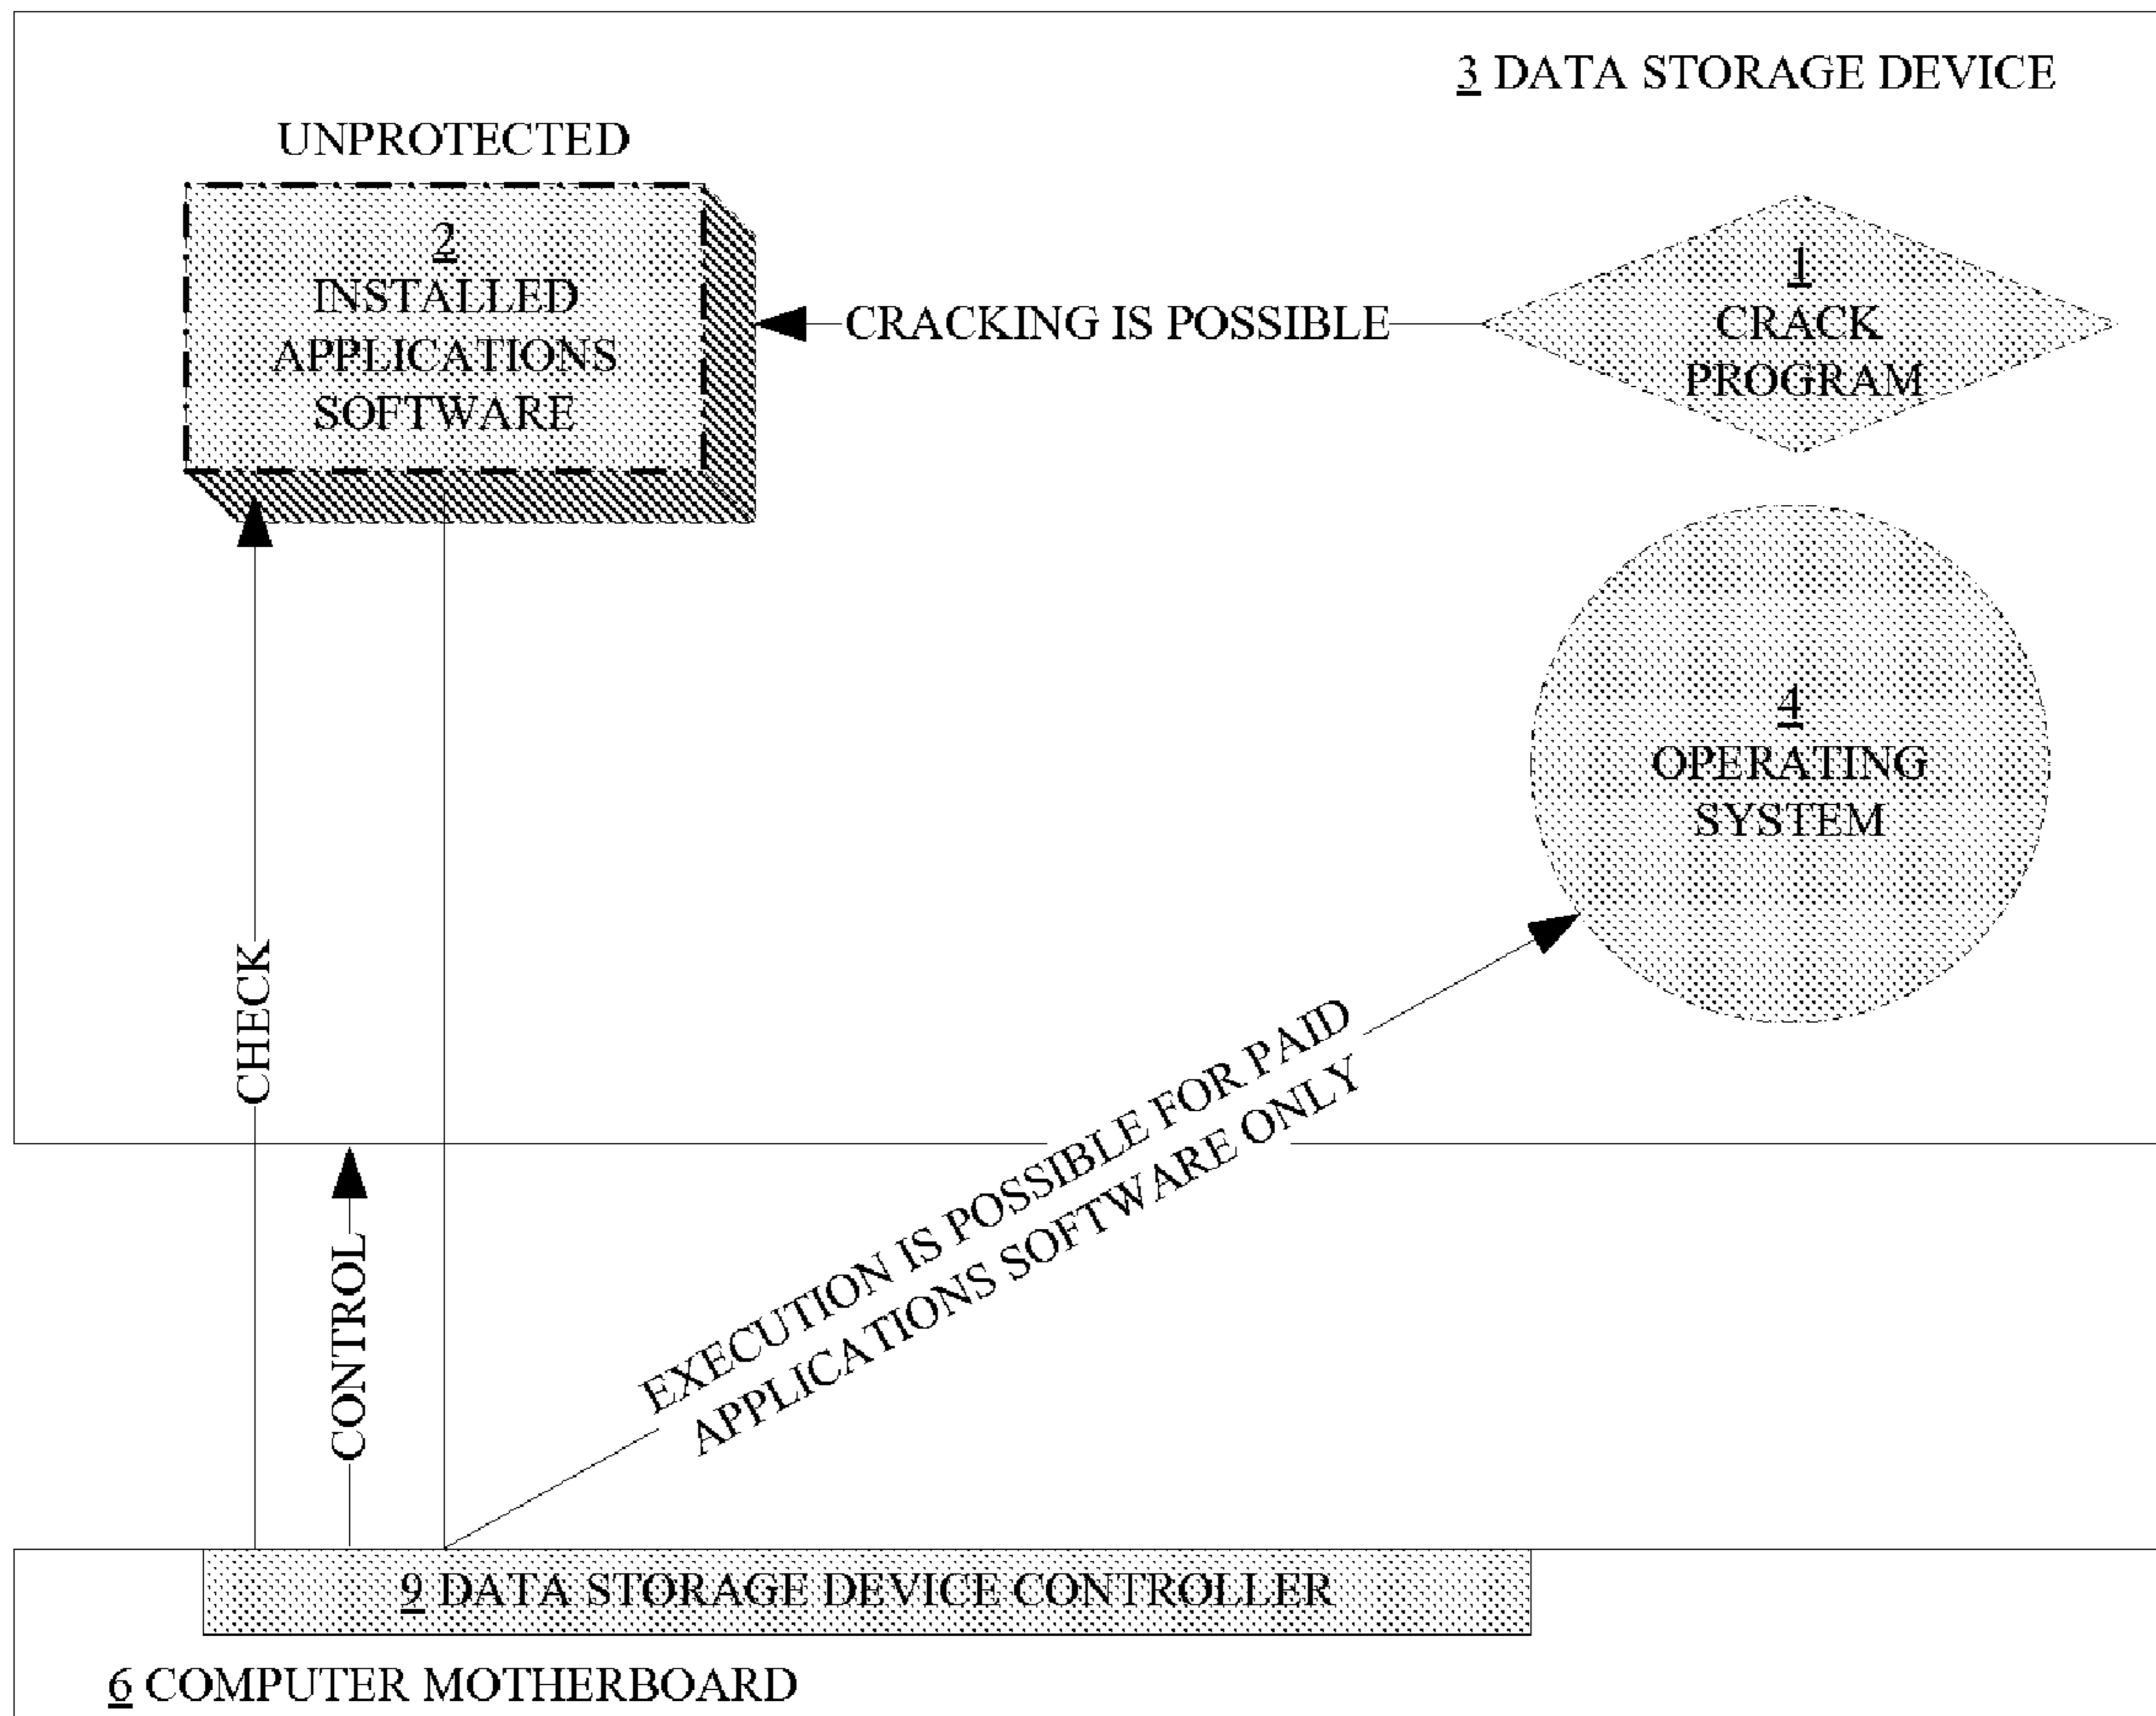 3 DATA STORAGE DEVICE
UNPROTECTED
2
INSTALLED
APPLICATIONS
SOFTWARE
CRACKING IS POSSIBLE
1
CRACK
PROGRAM
4
OPERATING
SYSTEM
CHECK
CONTROL
EXECUTION IS POSSIBLE FOR PAID
APPLICATIONS SOFTWARE ONLY
9 DATA STORAGE DEVICE CONTROLLER
6 COMPUTER MOTHERBOARD